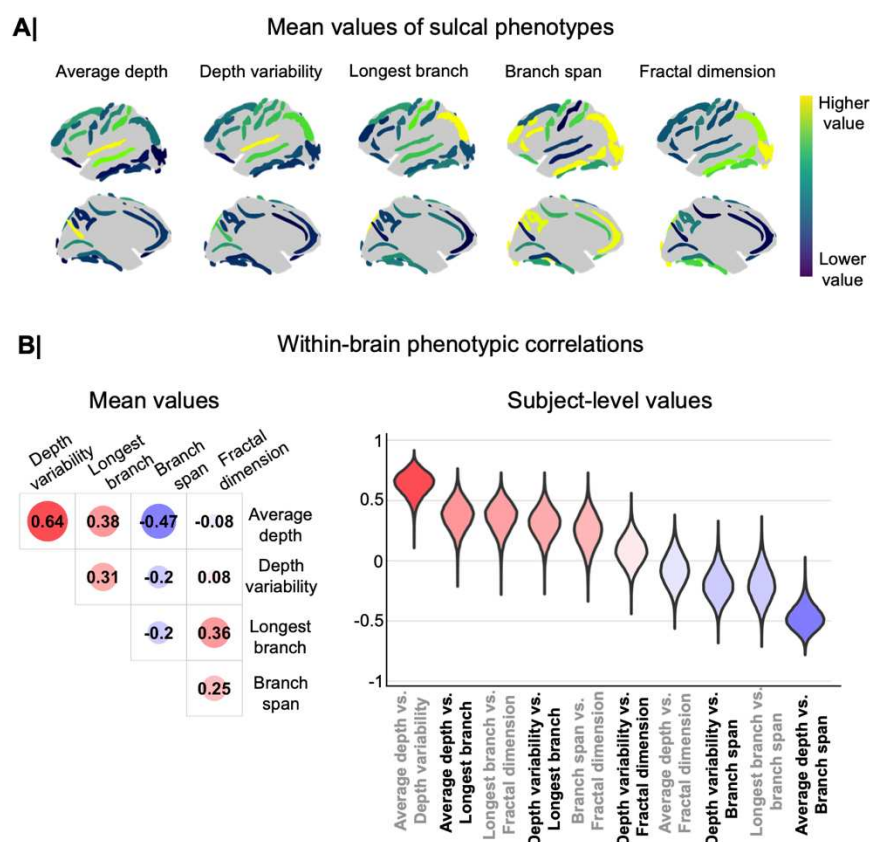 A|
Mean values of sulcal phenotypes
Average depth
Depth variability
Longest branch
Branch span
Fractal dimension
Higher
value
Lower
value
B|
Within-brain phenotypic correlations
Mean values
Depth
variability
Longest
branch
Branch
span
Fractal
dimension
0.64
0.38
-0.47
-0.08
Average
depth
0.31
-0.2
0.08
Depth
variability
-0.2
0.36
Longest
branch
0.25
Branch
span
Subject-level values
1
0.5
0
-0.5
-1
Average depth vs.
Depth variability
Average depth vs.
Longest branch
Longest branch vs.
Fractal dimension
Depth variability vs.
Longest branch
Branch span vs.
Fractal dimension
Depth variability vs.
Fractal dimension
Average depth vs.
Fractal dimension
Depth variability vs.
Branch span
Longest branch vs.
branch span
Average depth vs.
Branch span